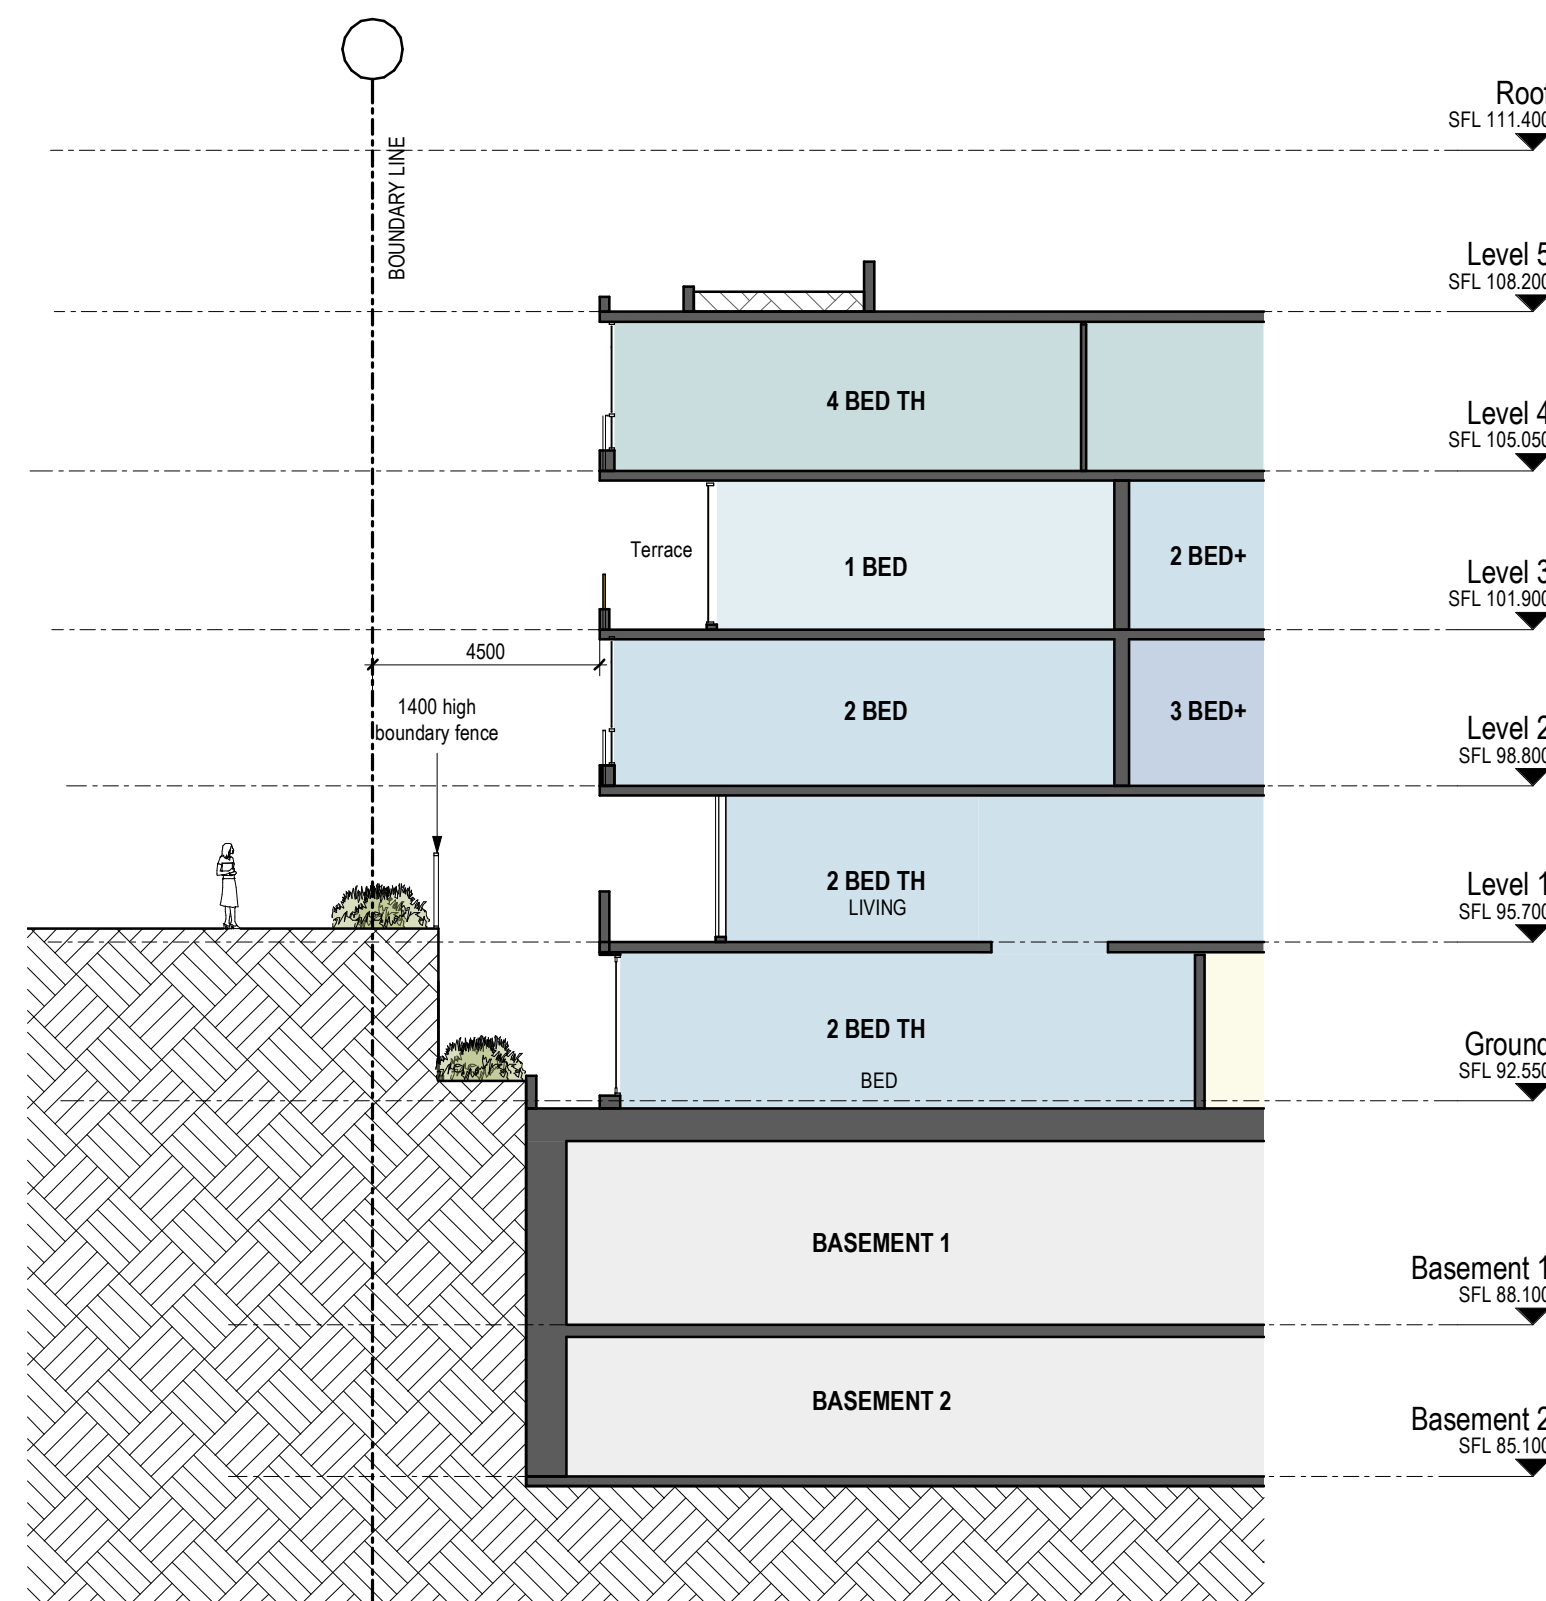 Roof
SFL 111.400
BOUNDARY LINE
Level 5
SFL 108.200
4 BED TH
Level 4
SFL 105.050
Terrace
1 BED
2 BED+
Level 3
SFL 101.900
4500
1400 high
boundary fence
2 BED
3 BED+
Level 2
SFL 98.800
2 BED TH
LIVING
Level 1
SFL 95.700
2 BED TH
BED
Ground
SFL 92.550
BASEMENT 1
Basement 1
SFL 88.100
BASEMENT 2
Basement 2
SFL 85.100